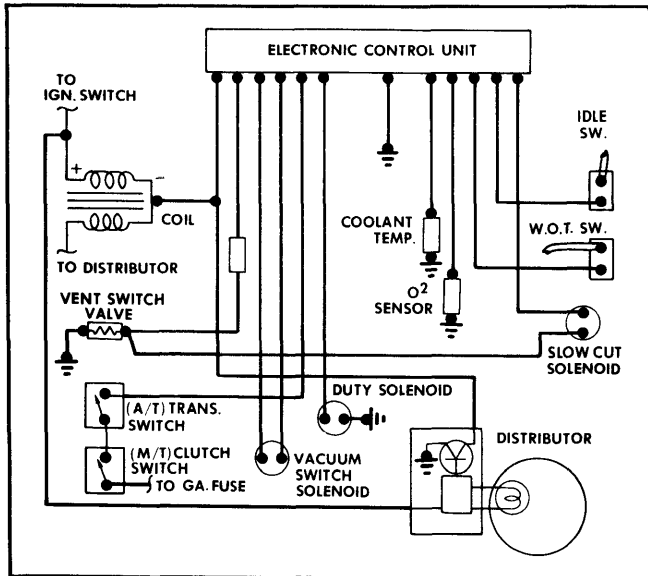 ELECTRONIC CONTROL UNIT
TO
IGN. SWITCH
+
−
COIL
TO DISTRIBUTOR
VENT SWITCH
VALVE
(A/T) TRANS.
SWITCH
(M/T) CLUTCH
SWITCH
TO GA. FUSE
VACUUM
SWITCH
SOLENOID
DUTY SOLENOID
COOLANT
TEMP.
O²
SENSOR
IDLE
SW.
W.O.T. SW.
SLOW CUT
SOLENOID
DISTRIBUTOR